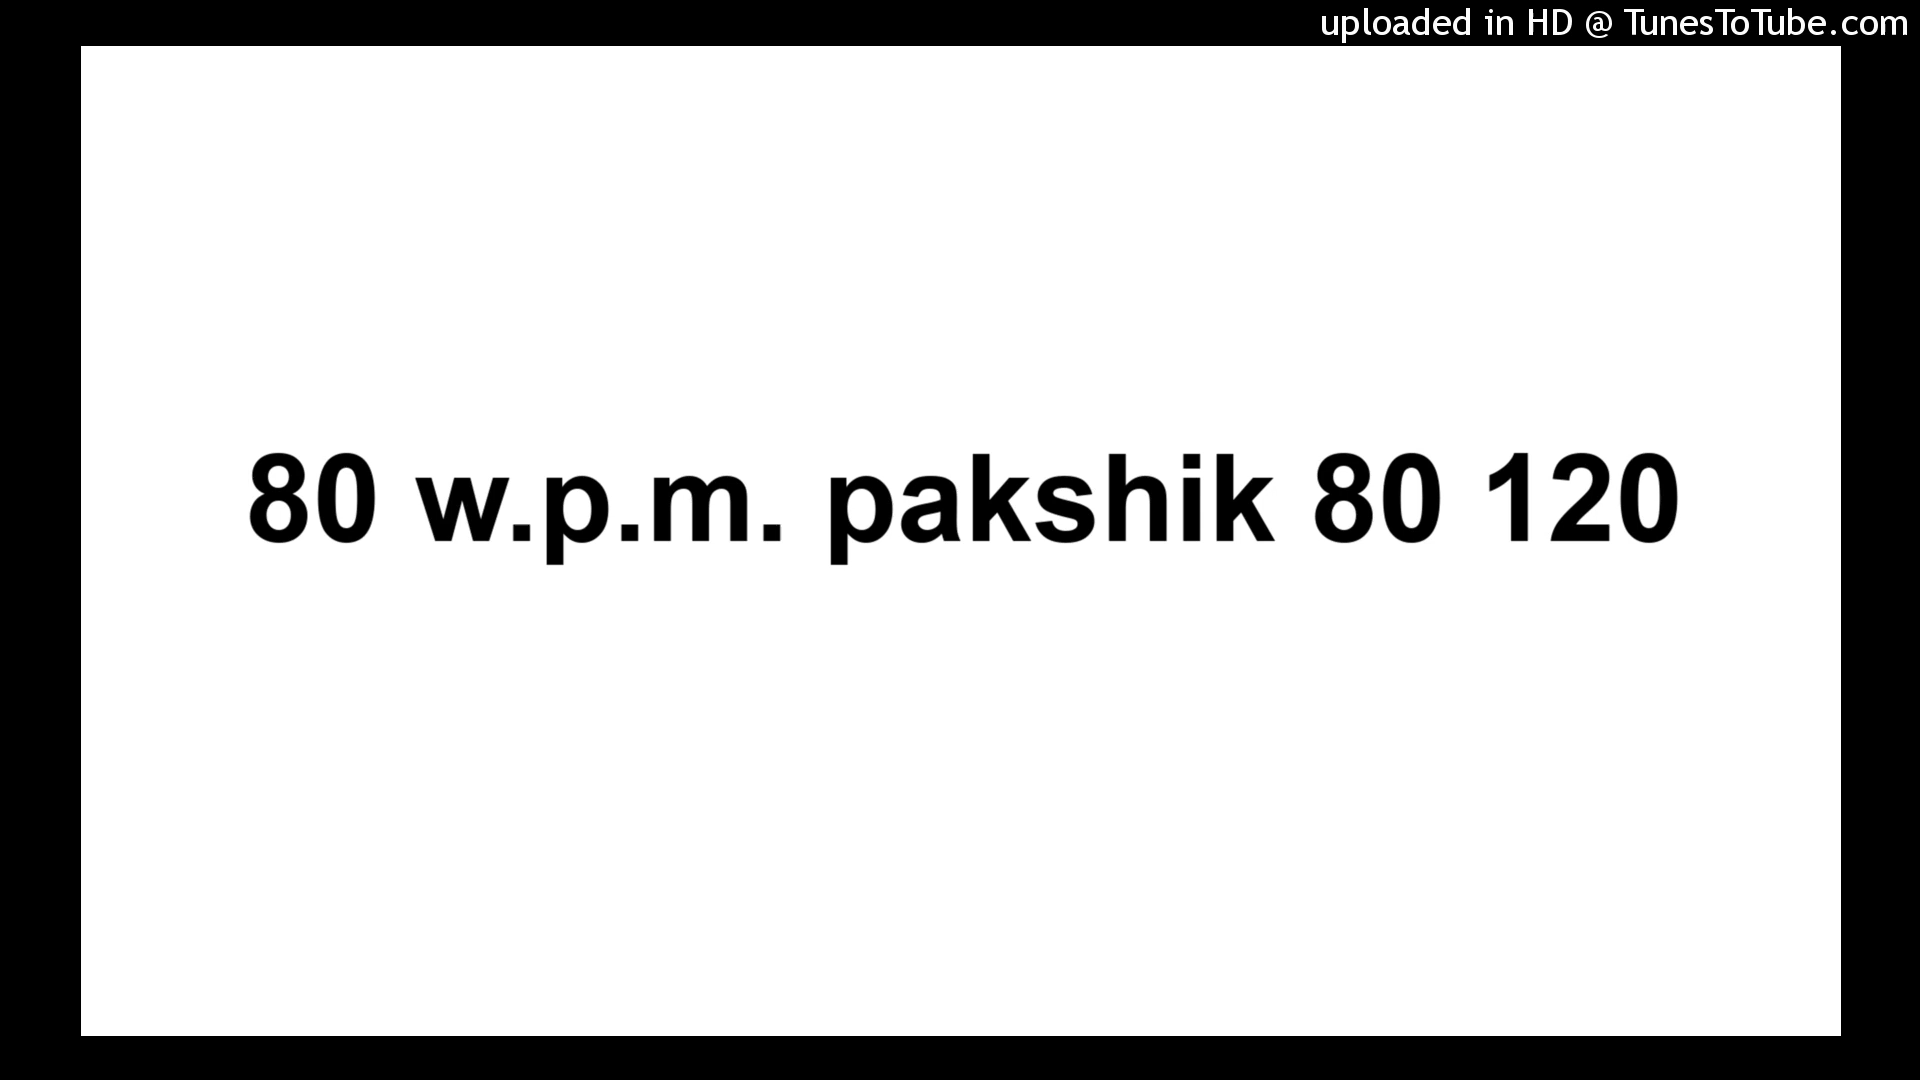 uploaded in HD @ TunesToTube.com
80 w.p.m. pakshik 80 120